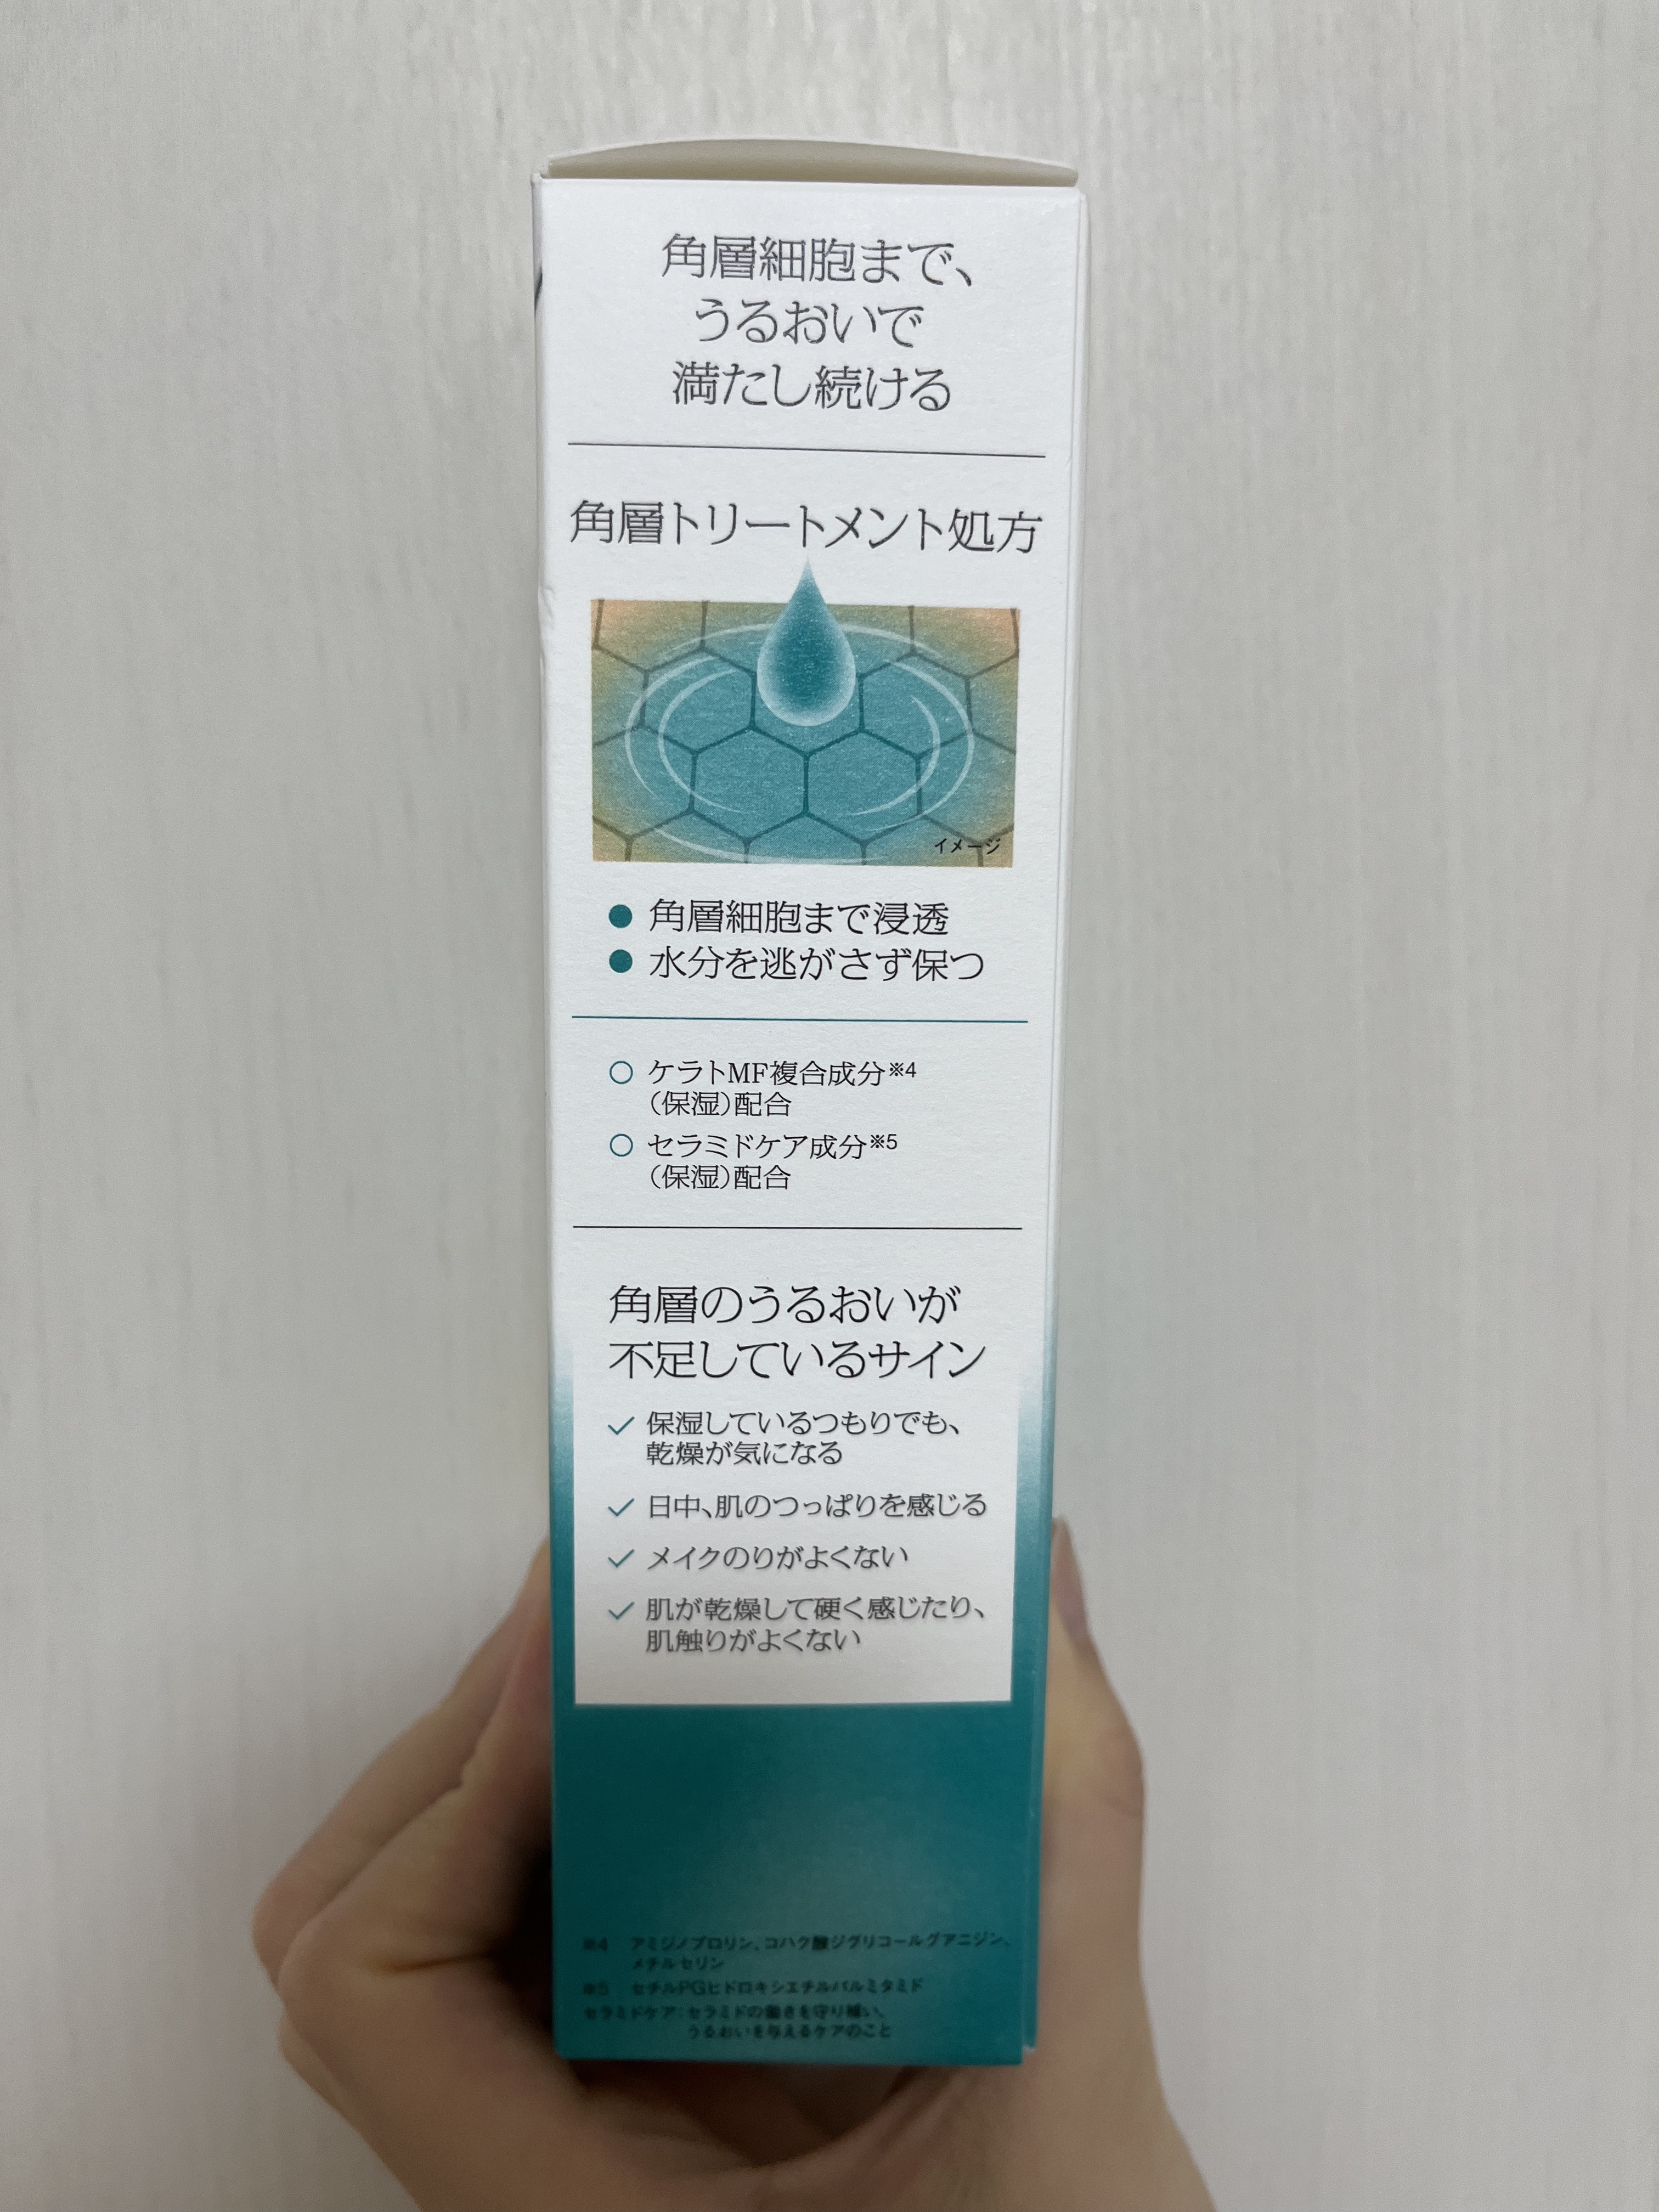 角層細胞まで、
うるおいで
満たし続ける
角層トリートメント処方
イメージ
● 角層細胞まで浸透
● 水分を逃がさず保つ
○ ケラトMF複合成分※4
（保湿）配合
○ セラミドケア成分※5
（保湿）配合
角層のうるおいが
不足しているサイン
✓ 保湿しているつもりでも、
乾燥が気になる
✓ 日中、肌のつっぱりを感じる
✓ メイクのりがよくない
✓ 肌が乾燥して硬く感じたり、
肌触りがよくない
※4 アミジノプロリン、コハク酸ジグリコールグアニジン、
メチルセリン
※5 セチルPGヒドロキシエチルパルミタミド
セラミドケア：セラミドの働きを守り補い、
うるおいを与えるケアのこと